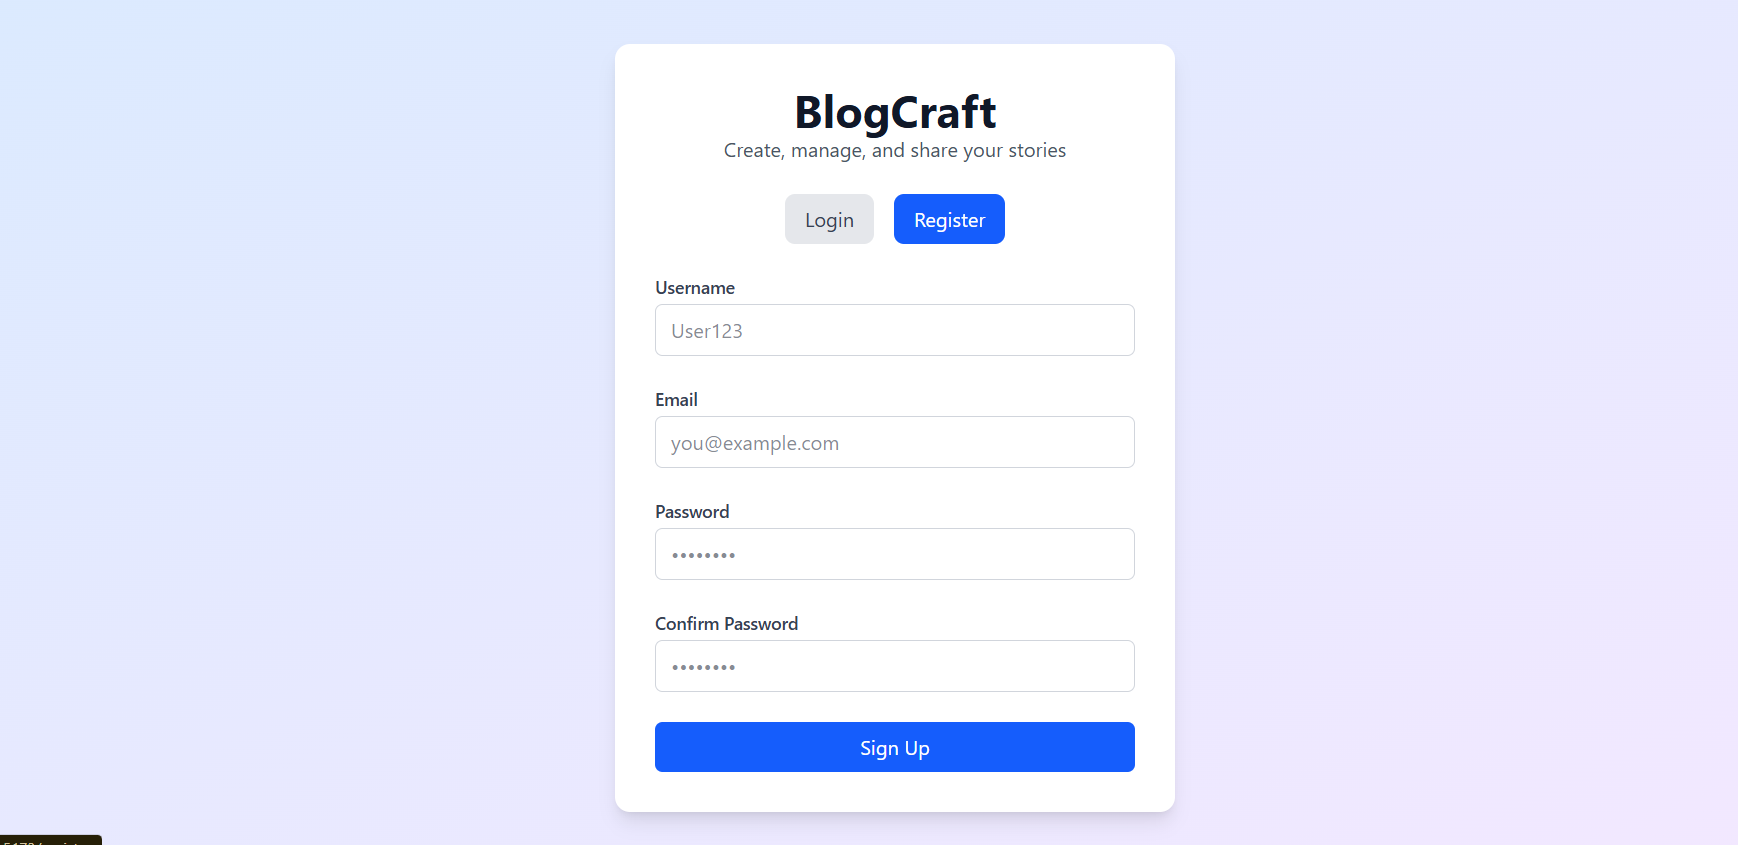 BlogCraft
Create, manage, and share your stories
Login Register
Username
User123
Email
you@example.com
Password
••••••••
Confirm Password
••••••••
Sign Up